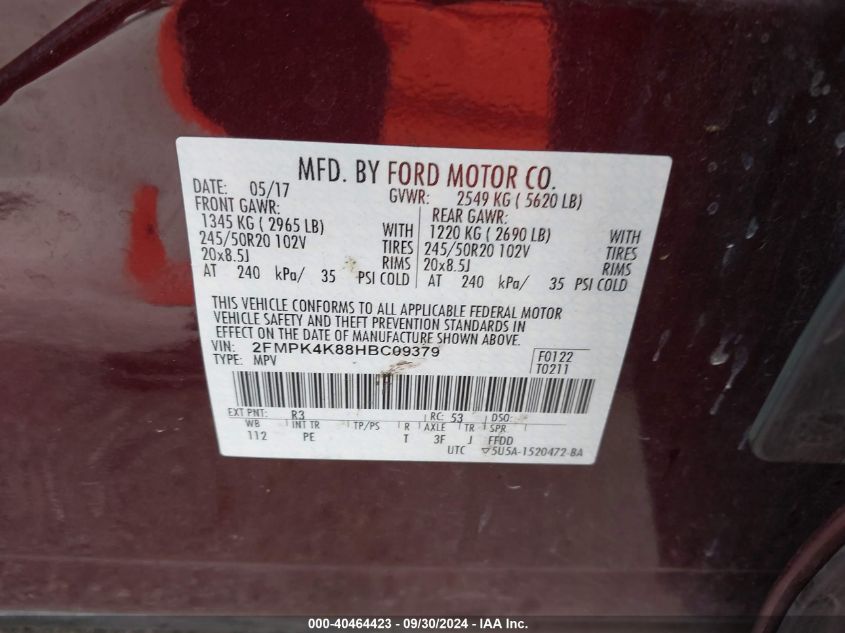 MFD. BY FORD MOTOR CO.
DATE: 05/17 GVWR: 2549 KG ( 5620 LB)
FRONT GAWR: REAR GAWR:
1345 KG ( 2965 LB) WITH 1220 KG ( 2690 LB) WITH
245/50R20 102V TIRES 245/50R20 102V TIRES
20x8.5J RIMS 20x8.5J RIMS
AT 240 kPa/ 35 PSI COLD AT 240 kPa/ 35 PSI COLD
THIS VEHICLE CONFORMS TO ALL APPLICABLE FEDERAL MOTOR
VEHICLE SAFETY AND THEFT PREVENTION STANDARDS IN
EFFECT ON THE DATE OF MANUFACTURE SHOWN ABOVE.
VIN: 2FMPK4K88HBC09379 F0122
TYPE: MPV T0211
EXT PNT: R3 RC: 53 DSO:
WB INT TR TP/PS R AXLE TR SPR
112 PE T 3F J FFDD
UTC ▽5U5A-1520472-BA
000-40464423 - 09/30/2024 - IAA Inc.